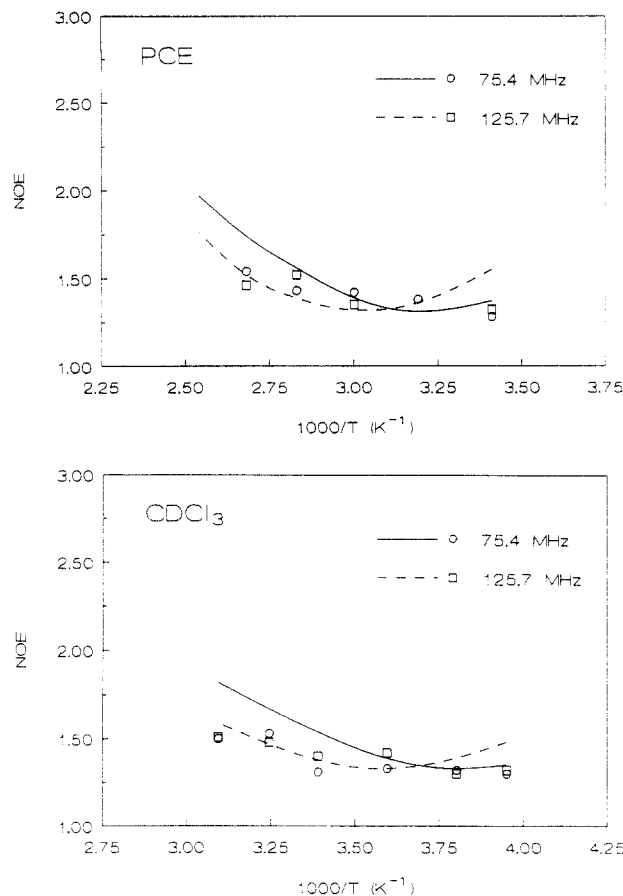 3.00
PCE
75.4 MHz
2.50
125.7 MHz
NOE
2.00
1.50
1.00
2.25 2.50 2.75 3.00 3.25 3.50 3.75
1000/T (K⁻¹)
3.00
CDCl₃
75.4 MHz
2.50
125.7 MHz
NOE
2.00
1.50
1.00
2.75 3.00 3.25 3.50 3.75 4.00 4.25
1000/T (K⁻¹)